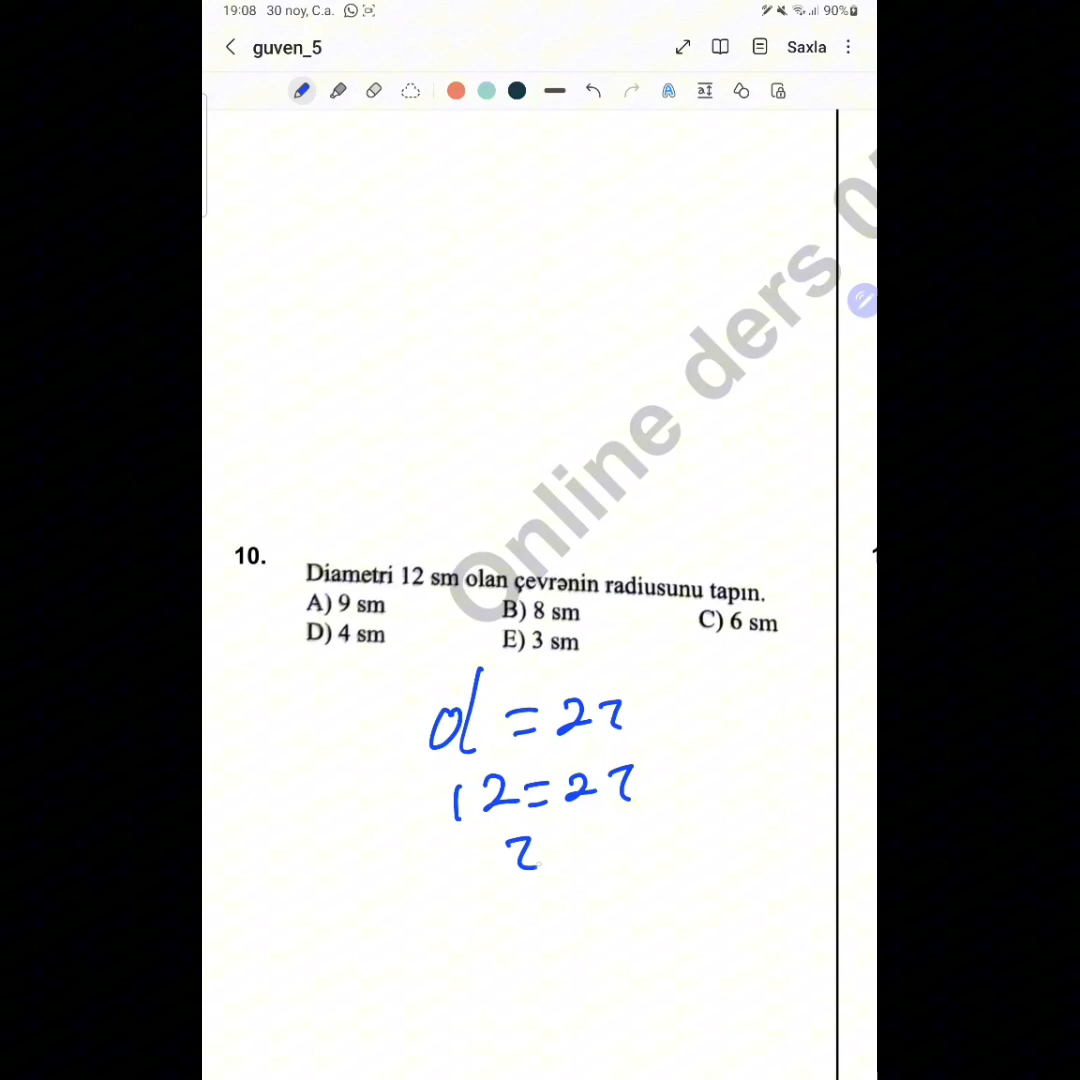 19:08 30 noy, C.a. 90%
guven_5 Saxla
Online ders
10.
Diametri 12 sm olan çevrənin radiusunu tapın.
A) 9 sm B) 8 sm C) 6 sm
D) 4 sm E) 3 sm
d = 2r
12 = 2r
r